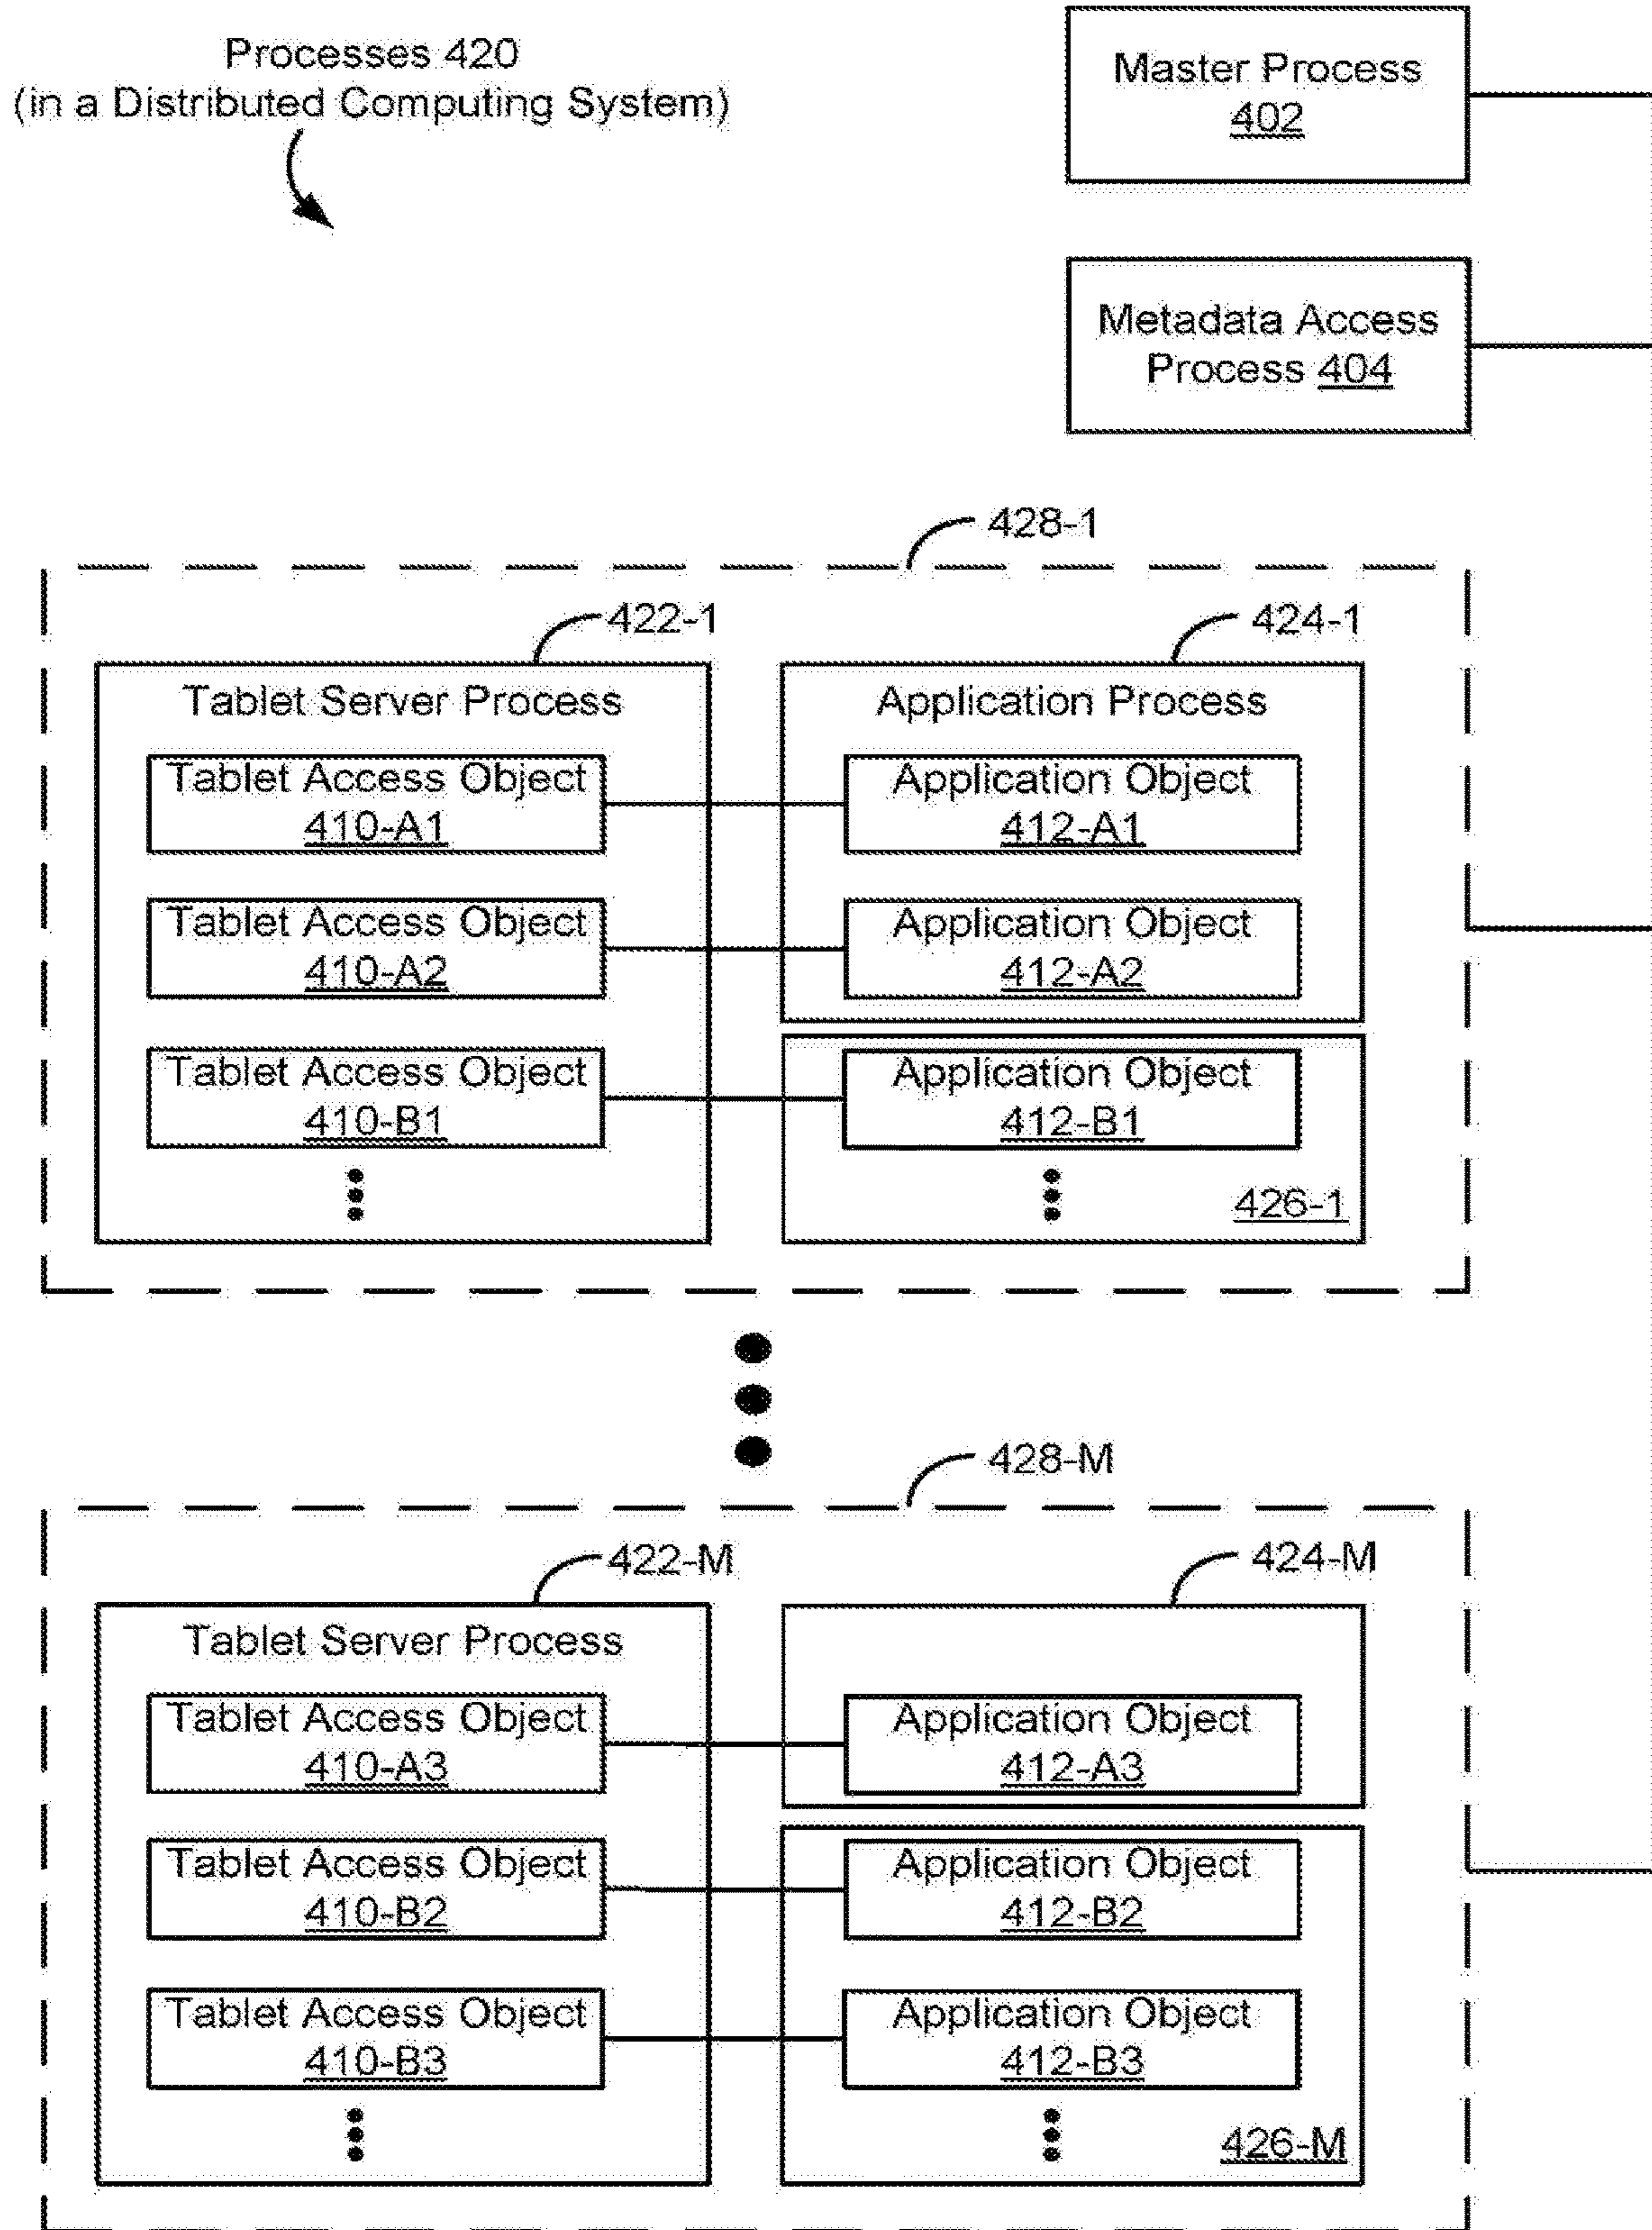 Processes 420
(in a Distributed Computing System)
Master Process
402
Metadata Access
Process 404
428-1
422-1
424-1
Tablet Server Process
Application Process
Tablet Access Object
410-A1
Application Object
412-A1
Tablet Access Object
410-A2
Application Object
412-A2
Tablet Access Object
410-B1
Application Object
412-B1
426-1
428-M
422-M
424-M
Tablet Server Process
Tablet Access Object
410-A3
Application Object
412-A3
Tablet Access Object
410-B2
Application Object
412-B2
Tablet Access Object
410-B3
Application Object
412-B3
426-M